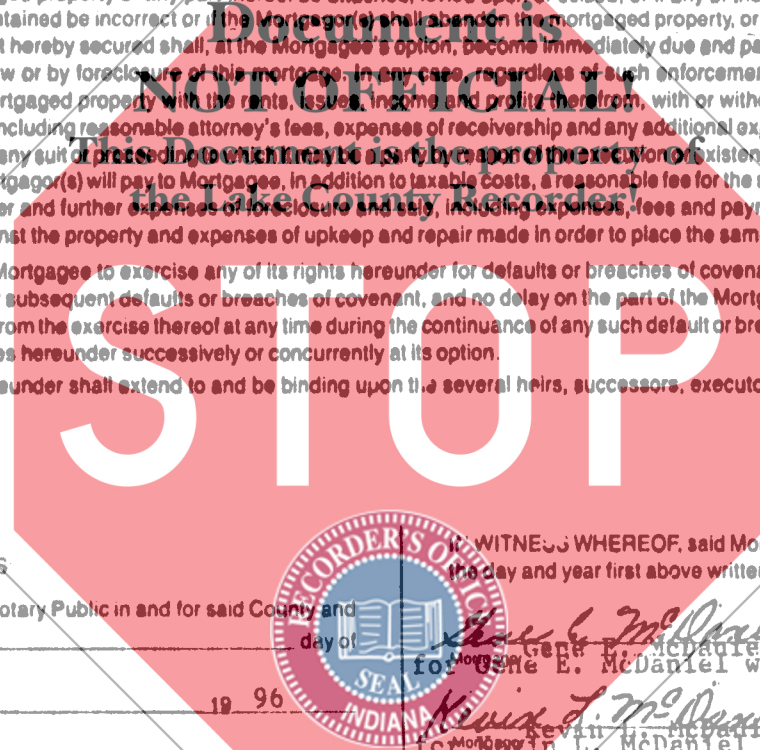 tained be incorrect or if the Mortgagor(s) shall abandon the mortgaged property, or
Document is
t hereby secured shall, at the Mortgagee's option, become immediately due and pa
w or by foreclosure of this mortgage. In any case, regardless of such enforcemen
NOT OFFICIAL!
rtgaged property with the rents, issues, income and profits therefrom, with or witho
ncluding reasonable attorney's fees, expenses of receivership and any additional ex
This Document is the property of
ny suit or proceeding to which it may be a party by reason of the execution or existen
tgagor(s) will pay to Mortgagee, in addition to taxable costs, a reasonable fee for the
the Lake County Recorder!
er and further expenses of foreclosure and sale, including expenses, fees and pay
nst the property and expenses of upkeep and repair made in order to place the sam
Mortgagee to exercise any of its rights hereunder for defaults or breaches of covena
subsequent defaults or breaches of covenant, and no delay on the part of the Mortg
rom the exercise thereof at any time during the continuance of any such default or bre
es hereunder successively or concurrently at its option.
eunder shall extend to and be binding upon the several heirs, successors, executo
STOP
IN WITNESS WHEREOF, said Mo
the day and year first above writte
RECORDER'S OFFICE
otary Public in and for said County and
day of
Gene E. McDanie
for Gene E. McDaniel w
Mortgagor
SEAL
INDIANA
19 96
Kevin L. McDani
Kevin L. McDaniel
Mortgagor